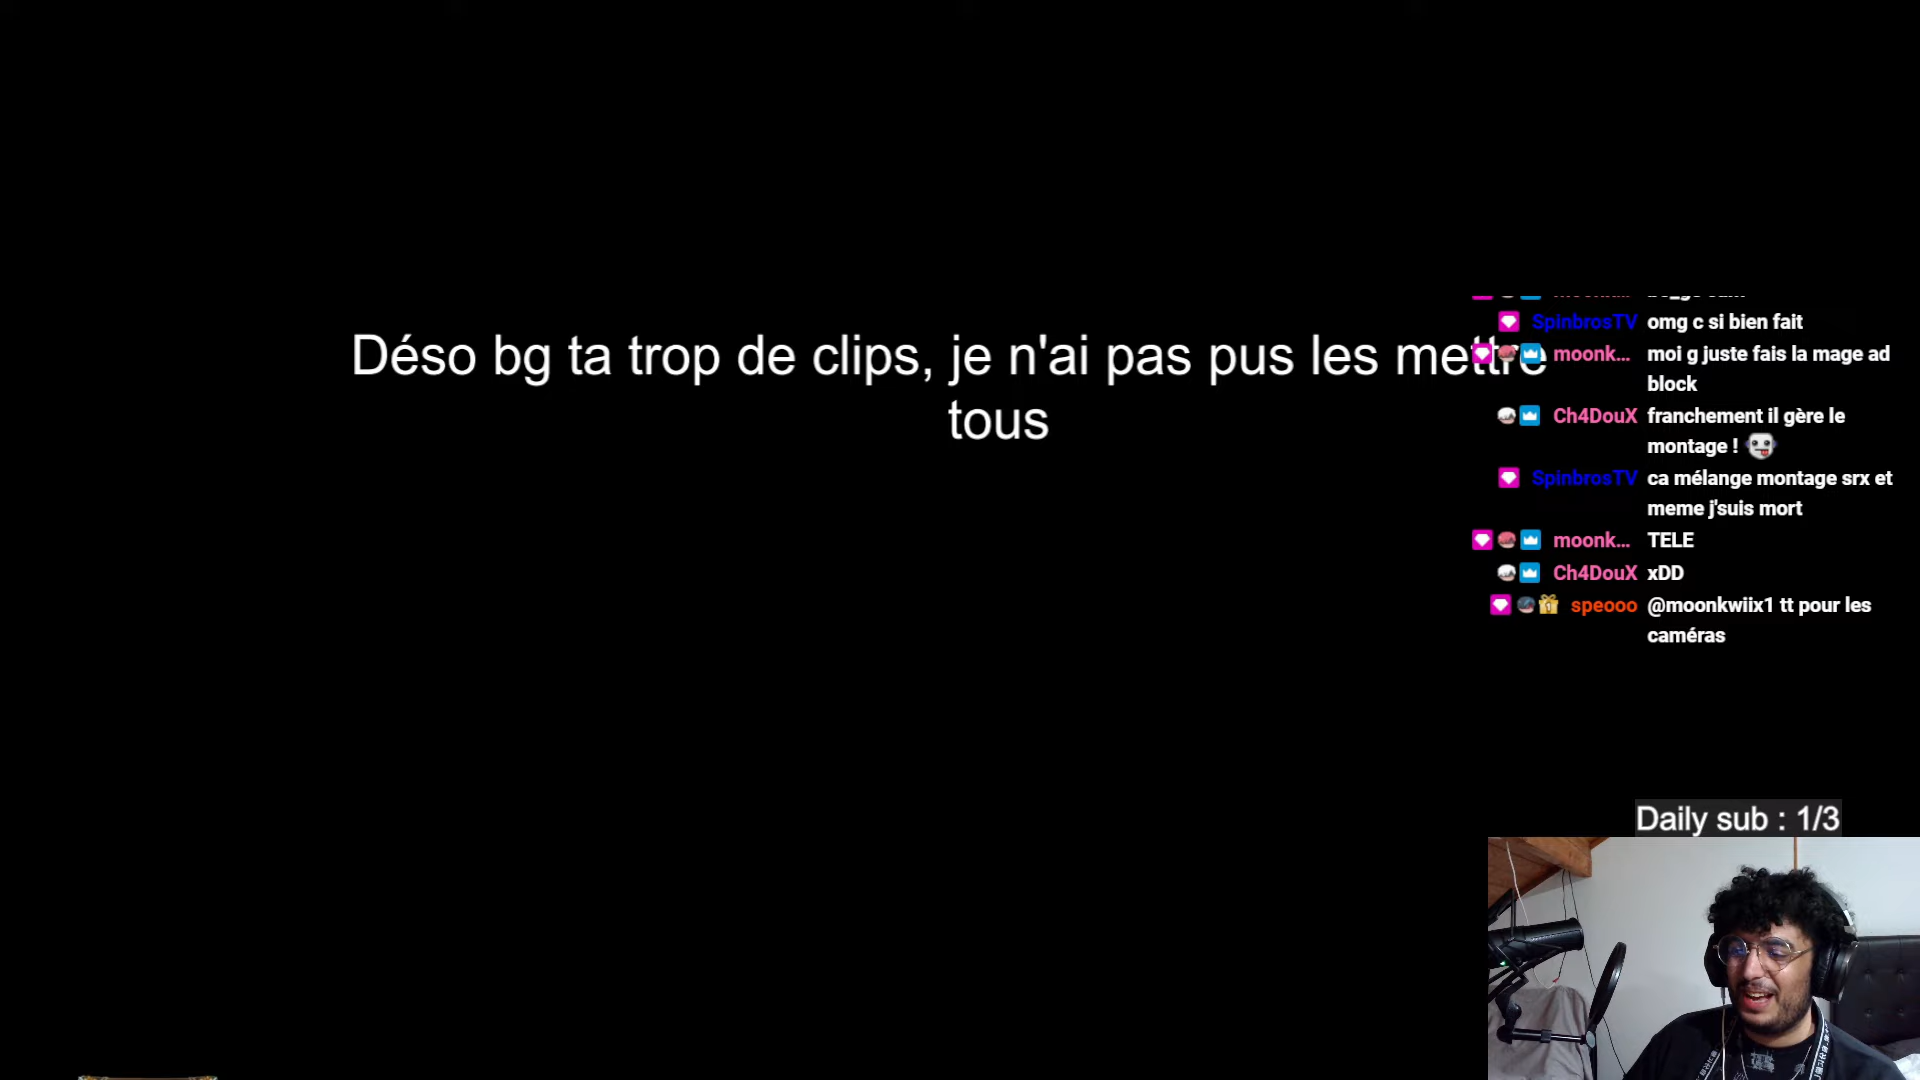 Déso bg ta trop de clips, je n'ai pas pus les mettre
tous
SpinbrosTV omg c si bien fait
moonk... moi g juste fais la mage ad
block
Ch4DouX franchement il gère le
montage !
SpinbrosTV ca mélange montage srx et
meme j'suis mort
moonk... TELE
Ch4DouX xDD
speooo @moonkwiix1 tt pour les
caméras
Daily sub : 1/3